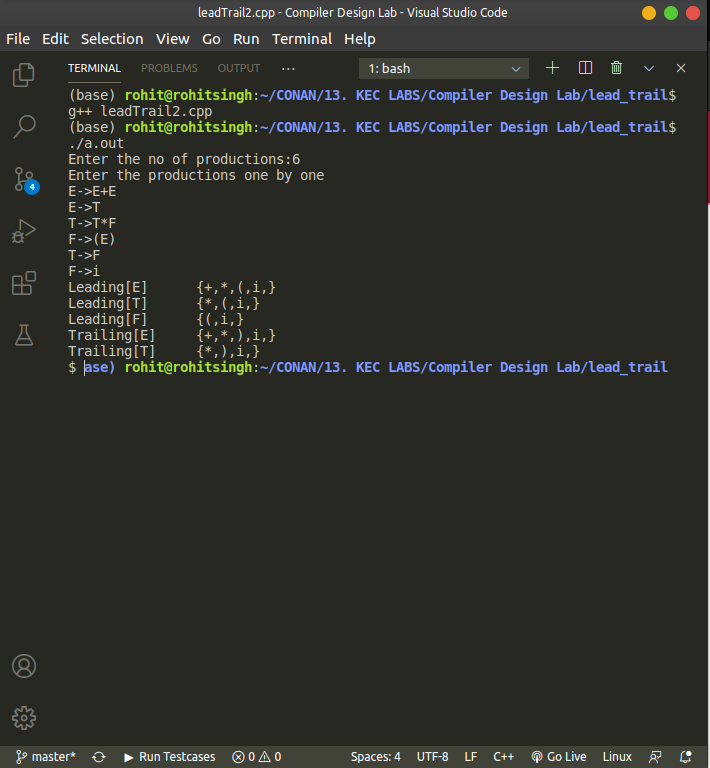 leadTrail2.cpp - Compiler Design Lab - Visual Studio Code
File Edit Selection View Go Run Terminal Help
TERMINAL PROBLEMS OUTPUT ··· 1: bash
(base) rohit@rohitsingh:~/CONAN/13. KEC LABS/Compiler Design Lab/lead_trail$
g++ leadTrail2.cpp
(base) rohit@rohitsingh:~/CONAN/13. KEC LABS/Compiler Design Lab/lead_trail$
./a.out
Enter the no of productions:6
Enter the productions one by one
E->E+E
E->T
T->T*F
F->(E)
T->F
F->i
Leading[E] {+,*,(,i,}
Leading[T] {*,(,i,}
Leading[F] {(,i,}
Trailing[E] {+,*,),i,}
Trailing[T] {*,),i,}
$ ase) rohit@rohitsingh:~/CONAN/13. KEC LABS/Compiler Design Lab/lead_trail
4
master* Run Testcases 0 0 Spaces: 4 UTF-8 LF C++ Go Live Linux